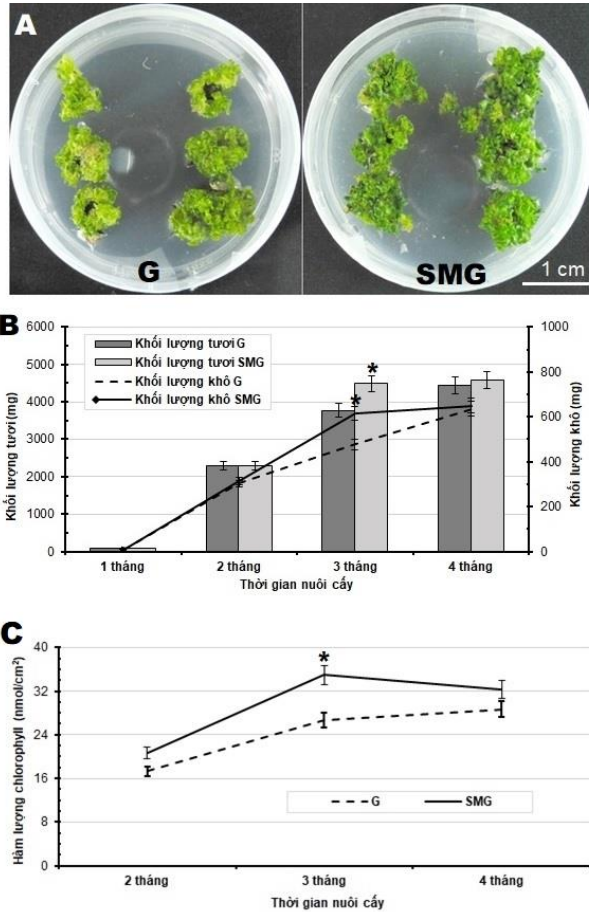 A
G
SMG
1 cm
B
6000
5000
4000
3000
2000
1000
0
Khối lượng tươi (mg)
Khối lượng tươi G
Khối lượng tươi SMG
Khối lượng khô G
Khối lượng khô SMG
*
*
1000
800
600
400
200
0
Khối lượng khô (mg)
1 tháng
2 tháng
3 tháng
4 tháng
Thời gian nuôi cấy
C
40
32
24
16
8
0
Hàm lượng chlorophyll (nmol/cm²)
*
G
SMG
2 tháng
3 tháng
4 tháng
Thời gian nuôi cấy